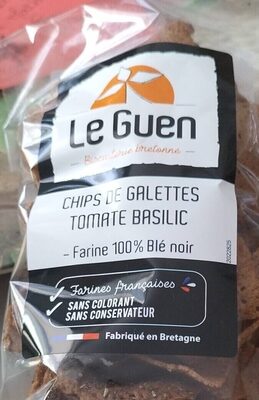 Le Guen
Biscuiterie bretonne
CHIPS DE GALETTES
TOMATE BASILIC
- Farine 100% Blé noir
Farines françaises
SANS COLORANT
SANS CONSERVATEUR
Fabriqué en Bretagne